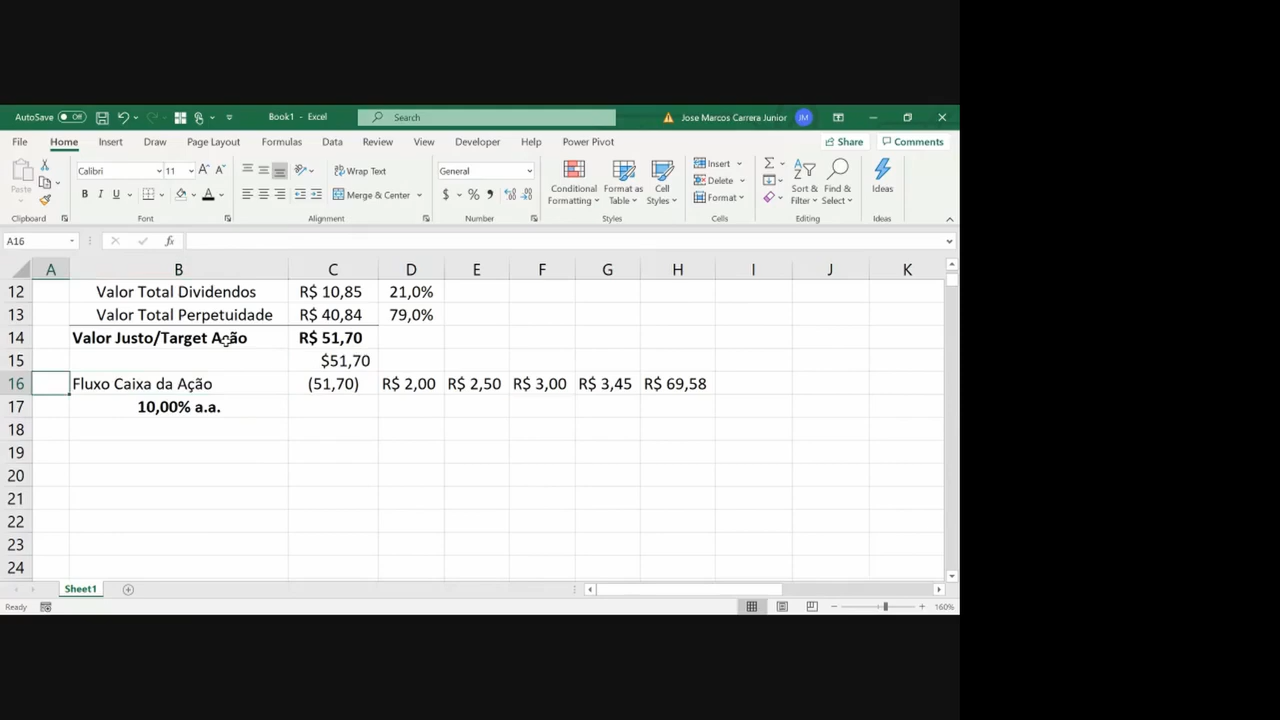 AutoSave Off Book1 - Excel Search Jose Marcos Carrera Junior JM
File Home Insert Draw Page Layout Formulas Data Review View Developer Help Power Pivot Share Comments
Paste Calibri 11 A A Wrap Text General Conditional Formatting Format as Table Cell Styles Insert Sort & Filter Find & Select Ideas
B I U A Merge & Center $ % Delete Format
Clipboard Font Alignment Number Styles Cells Editing Ideas
A16 fx
A B C D E F G H I J K
12 Valor Total Dividendos R$ 10,85 21,0%
13 Valor Total Perpetuidade R$ 40,84 79,0%
14 Valor Justo/Target Ação R$ 51,70
15 $51,70
16 Fluxo Caixa da Ação (51,70) R$ 2,00 R$ 2,50 R$ 3,00 R$ 3,45 R$ 69,58
17 10,00% a.a.
18
19
20
21
22
23
24
Sheet1
Ready 160%